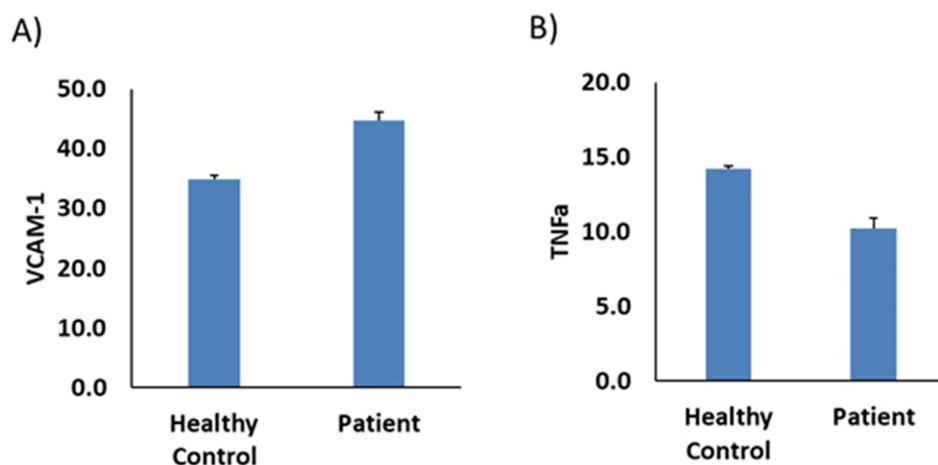 A)
50.0
40.0
30.0
20.0
10.0
0.0
VCAM-1
Healthy
Control
Patient
B)
20.0
15.0
10.0
5.0
0.0
TNFa
Healthy
Control
Patient